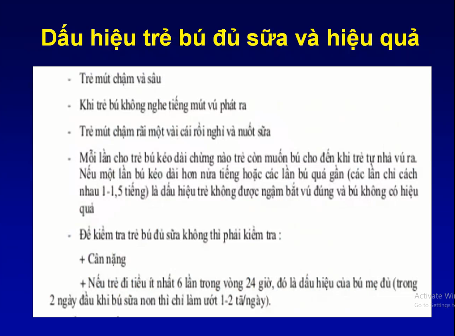 Dấu hiệu trẻ bú đủ sữa và hiệu quả
- Trẻ mút chậm và sâu
- Khi trẻ bú không nghe tiếng mút vú phát ra
- Trẻ mút chậm rãi một vài cái rồi nghỉ và nuốt sữa
- Mỗi lần cho trẻ bú kéo dài chừng nào trẻ còn muốn bú cho đến khi trẻ tự nhả vú ra.
Nếu một lần bú kéo dài hơn nửa tiếng hoặc các lần bú quá gần (các lần chỉ cách
nhau 1-1,5 tiếng) là dấu hiệu trẻ không được ngậm bắt vú đúng và bú không có hiệu
quả
- Để kiểm tra trẻ bú đủ sữa không thì phải kiểm tra :
+ Cân nặng
+ Nếu trẻ đi tiểu ít nhất 6 lần trong vòng 24 giờ, đó là dấu hiệu của bú mẹ đủ (trong
2 ngày đầu khi bú sữa non thì chỉ làm ướt 1-2 tã/ngày).
Activate Wi